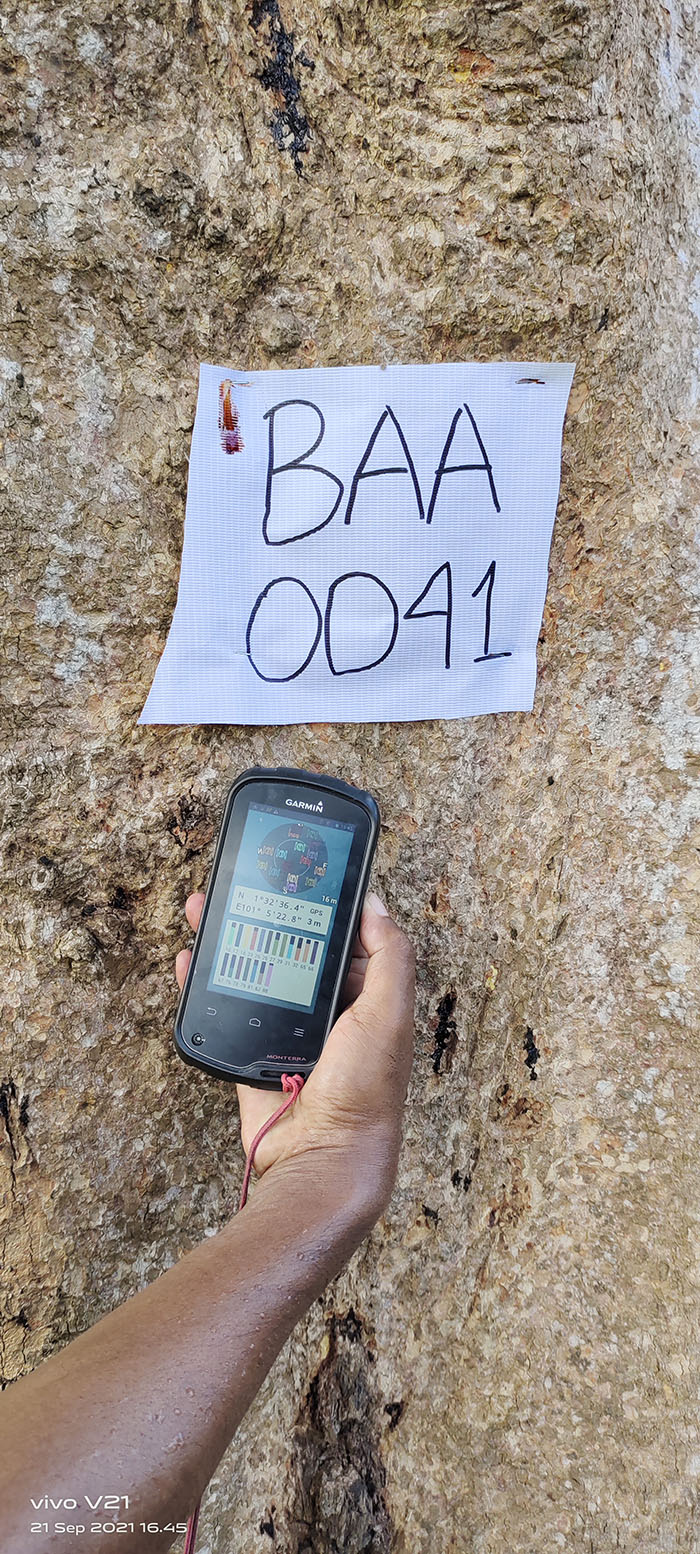 BAA
0041
GARMIN
W
E
S
16 m
N 1°32'36.4" GPS
E101° 5'22.8" 3 m
MONTERRA
vivo V21
21 Sep 2021 16.45